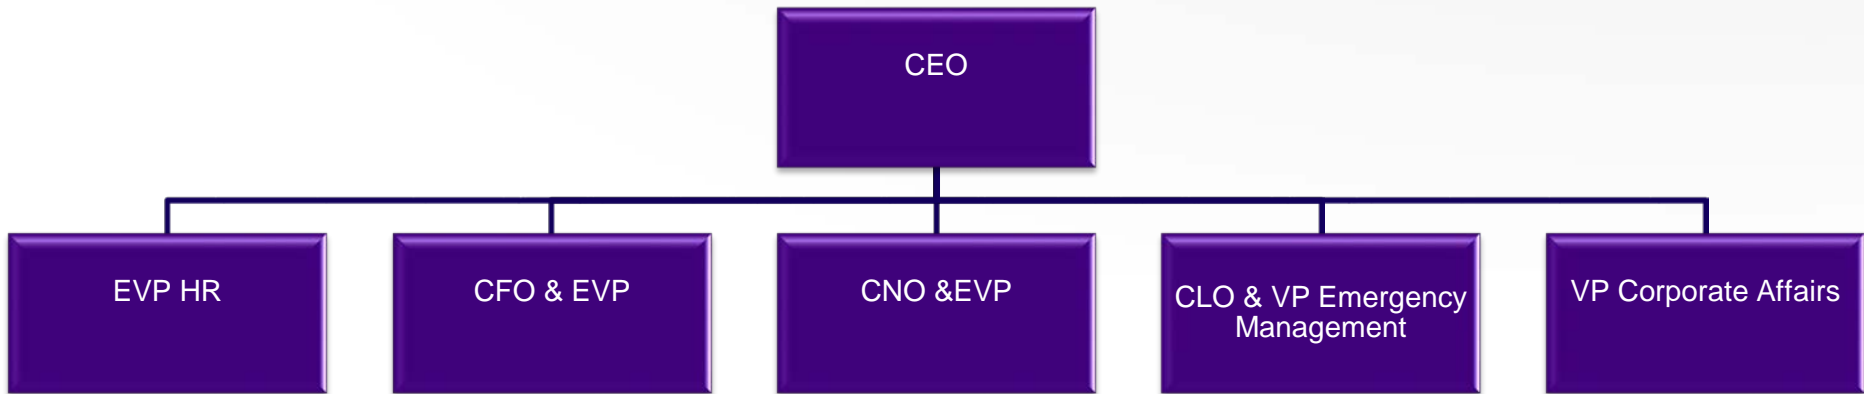 CEO
EVP HR
CFO & EVP
CNO &EVP
CLO & VP Emergency
Management
VP Corporate Affairs